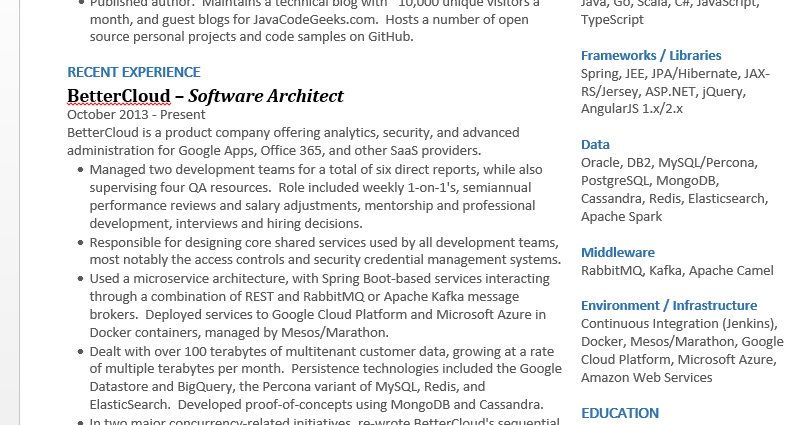 Published author. Maintains a technical blog with ~10,000 unique visitors a
month, and guest blogs for JavaCodeGeeks.com. Hosts a number of open
source personal projects and code samples on GitHub.
RECENT EXPERIENCE
BetterCloud – Software Architect
October 2013 - Present
BetterCloud is a product company offering analytics, security, and advanced
administration for Google Apps, Office 365, and other SaaS providers.
• Managed two development teams for a total of six direct reports, while also
supervising four QA resources. Role included weekly 1-on-1's, semiannual
performance reviews and salary adjustments, mentorship and professional
development, interviews and hiring decisions.
• Responsible for designing core shared services used by all development teams,
most notably the access controls and security credential management systems.
• Used a microservice architecture, with Spring Boot-based services interacting
through a combination of REST and RabbitMQ or Apache Kafka message
brokers. Deployed services to Google Cloud Platform and Microsoft Azure in
Docker containers, managed by Mesos/Marathon.
• Dealt with over 100 terabytes of multitenant customer data, growing at a rate
of multiple terabytes per month. Persistence technologies included the Google
Datastore and BigQuery, the Percona variant of MySQL, Redis, and
ElasticSearch. Developed proof-of-concepts using MongoDB and Cassandra.
• In two major concurrency-related initiatives, re-wrote BetterCloud's sequential
Java, Go, Scala, C#, JavaScript,
TypeScript
Frameworks / Libraries
Spring, JEE, JPA/Hibernate, JAX-
RS/Jersey, ASP.NET, jQuery,
AngularJS 1.x/2.x
Data
Oracle, DB2, MySQL/Percona,
PostgreSQL, MongoDB,
Cassandra, Redis, Elasticsearch,
Apache Spark
Middleware
RabbitMQ, Kafka, Apache Camel
Environment / Infrastructure
Continuous Integration (Jenkins),
Docker, Mesos/Marathon, Google
Cloud Platform, Microsoft Azure,
Amazon Web Services
EDUCATION